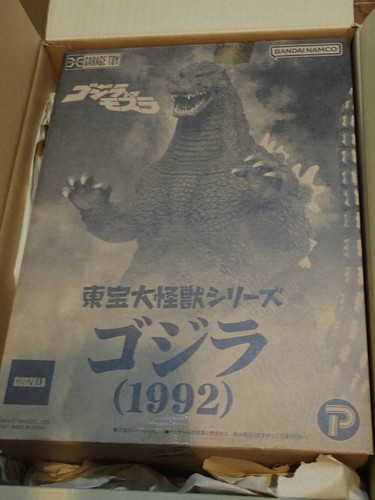 GARAGE TOY
BANDAI NAMCO
ゴジラVSモスラ
東宝大怪獣シリーズ
ゴジラ
(1992)
GODZILLA
P